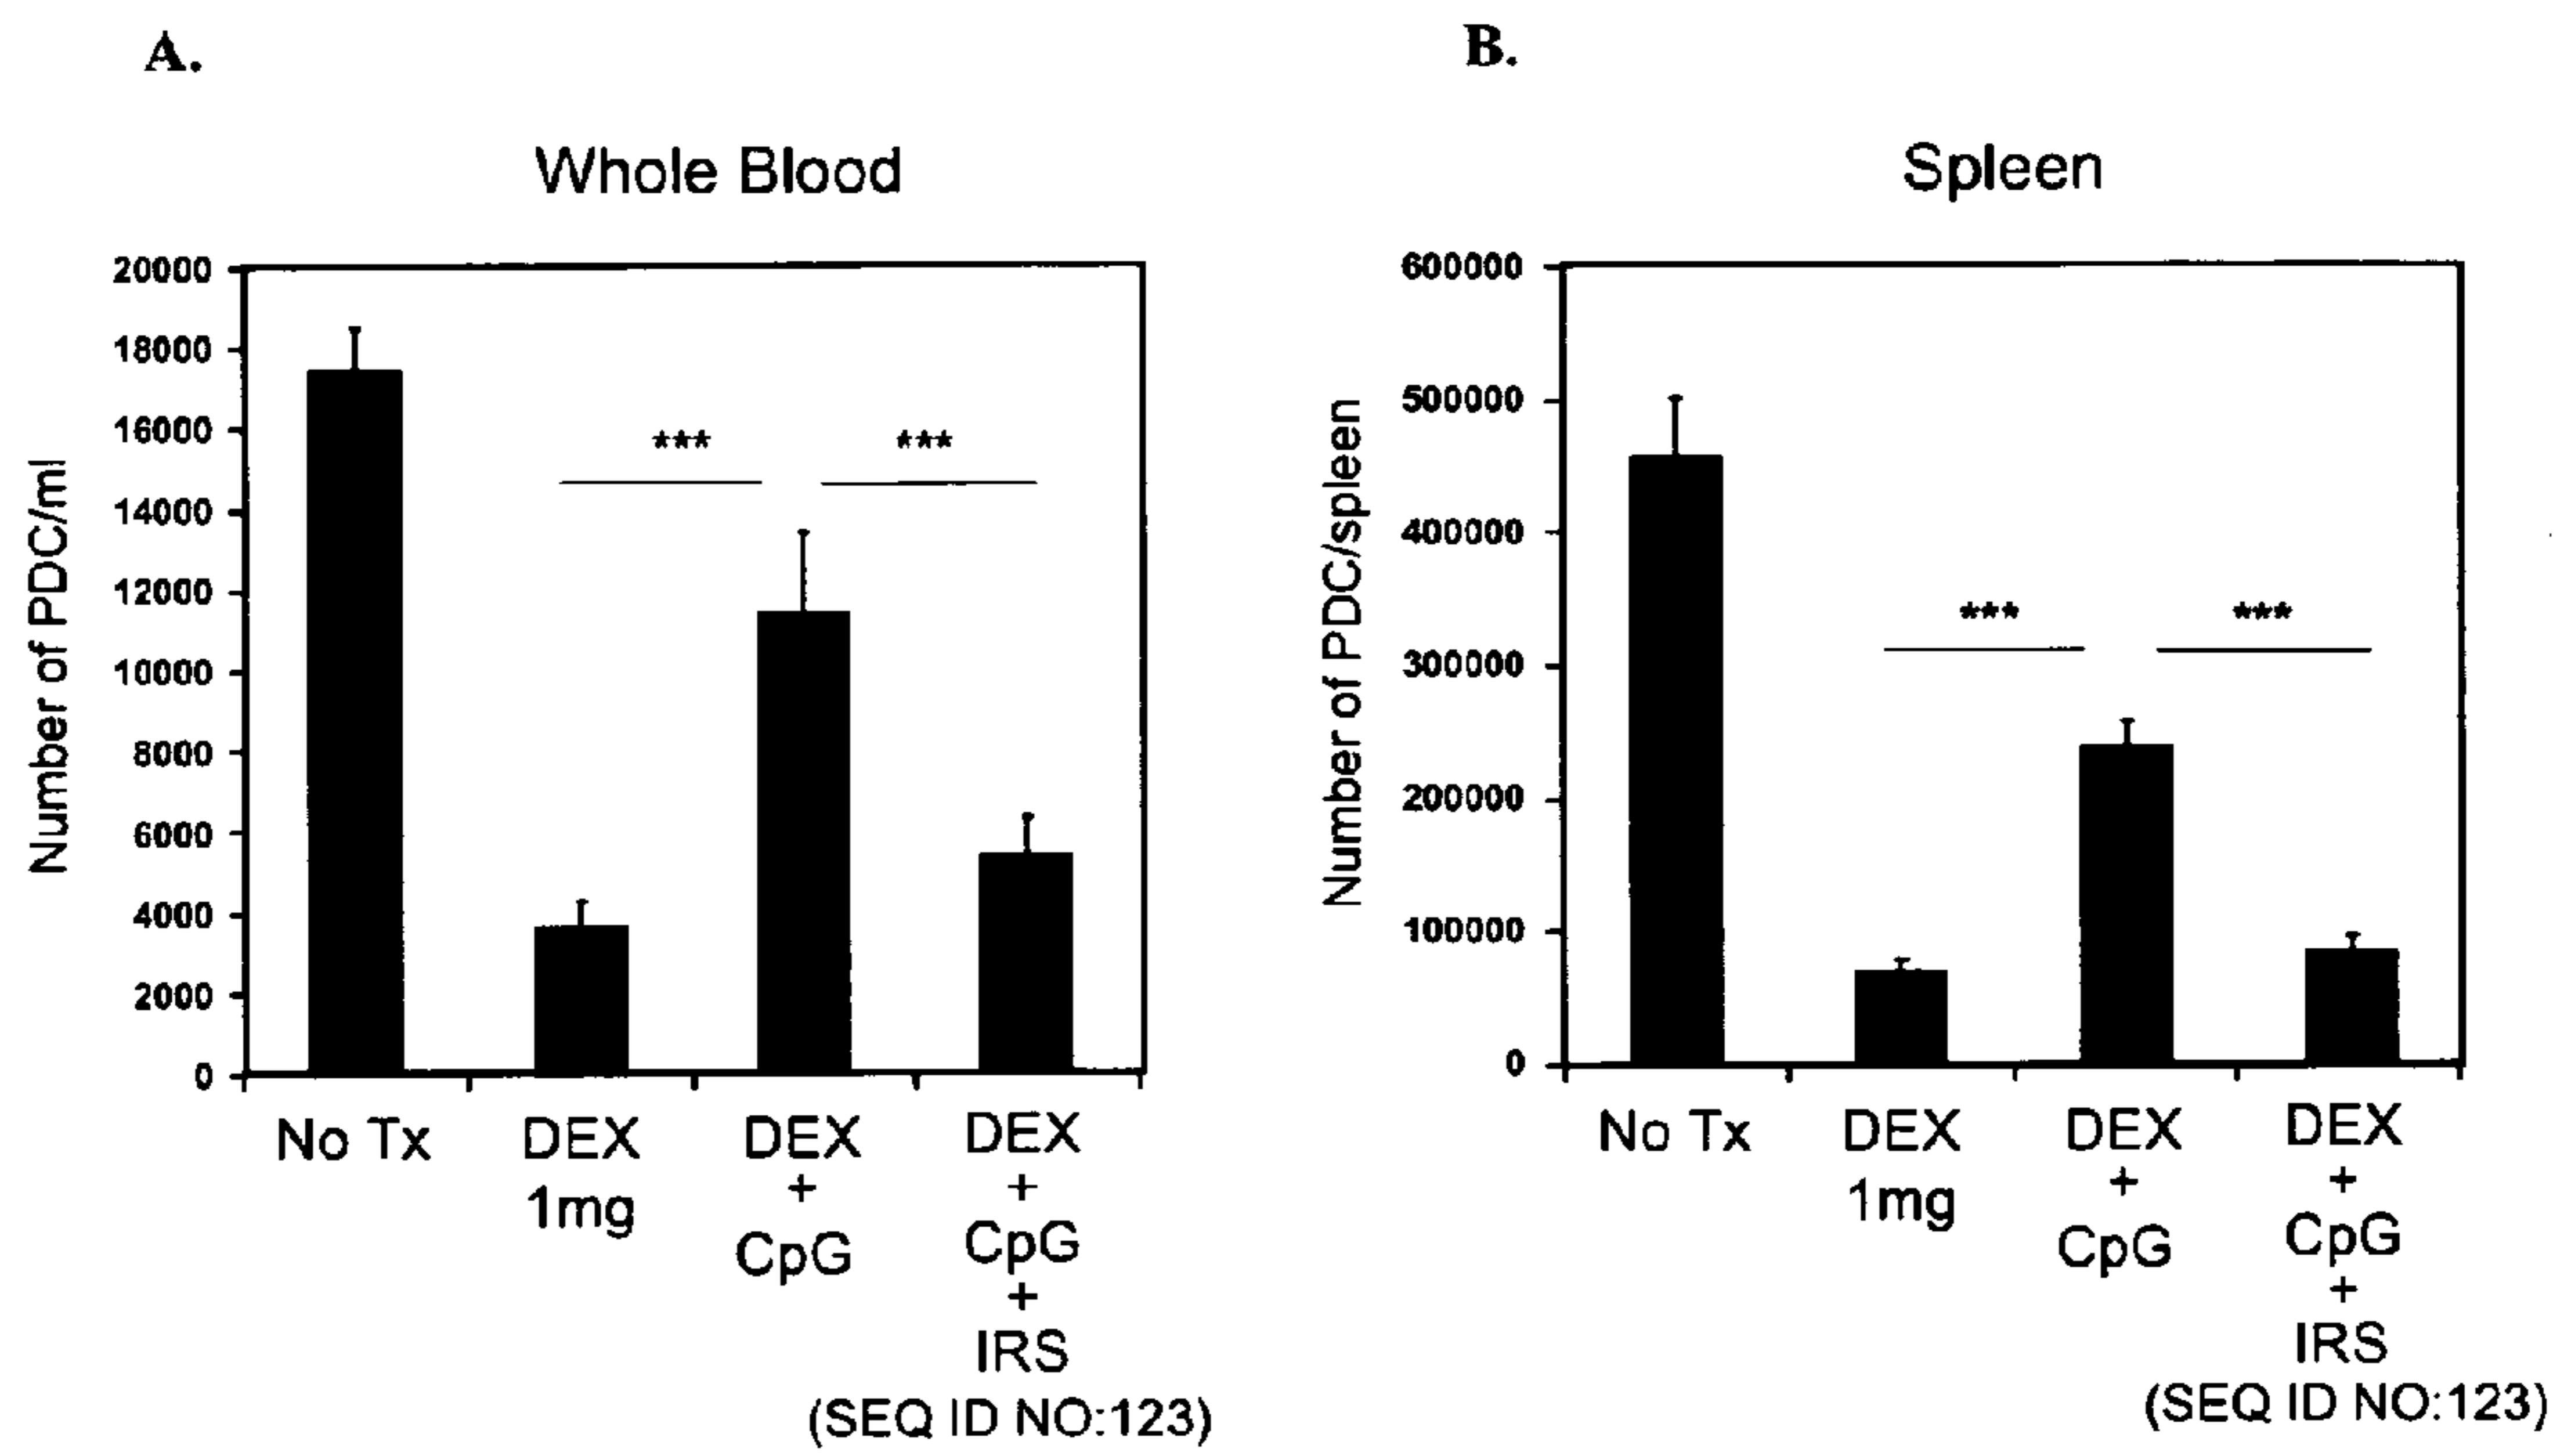 A.
Whole Blood
Number of PDC/ml
20000
18000
16000
14000
12000
10000
8000
6000
4000
2000
0
***
***
No Tx
DEX
1mg
DEX
+
CpG
DEX
+
CpG
+
IRS
(SEQ ID NO:123)
B.
Spleen
Number of PDC/spleen
600000
500000
400000
300000
200000
100000
0
***
***
No Tx
DEX
1mg
DEX
+
CpG
DEX
+
CpG
+
IRS
(SEQ ID NO:123)